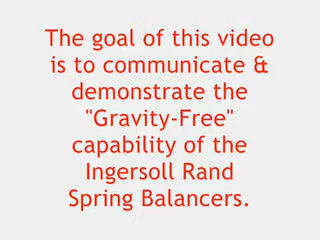 The goal of this video
is to communicate &
demonstrate the
"Gravity-Free"
capability of the
Ingersoll Rand
Spring Balancers.